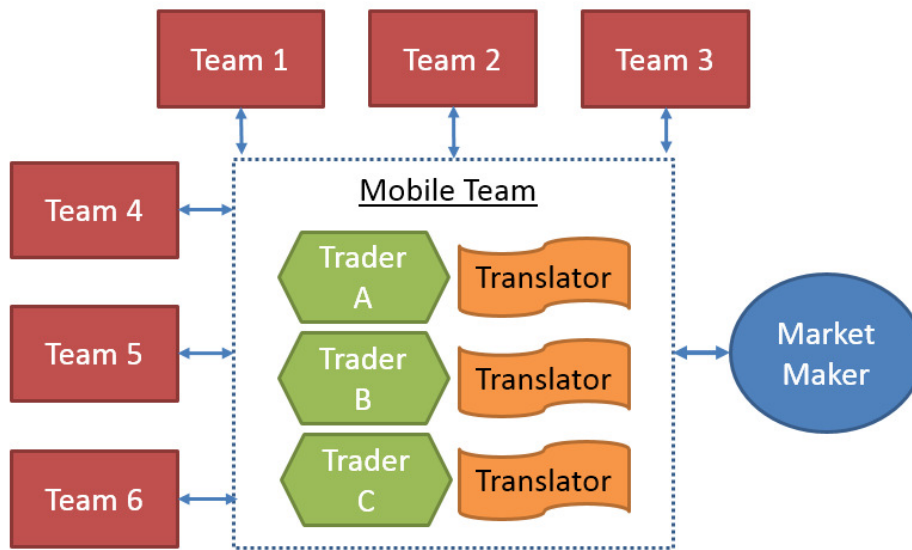 Team 1
Team 2
Team 3
Team 4
Mobile Team
Trader
A
Translator
Team 5
Trader
B
Translator
Market
Maker
Team 6
Trader
C
Translator